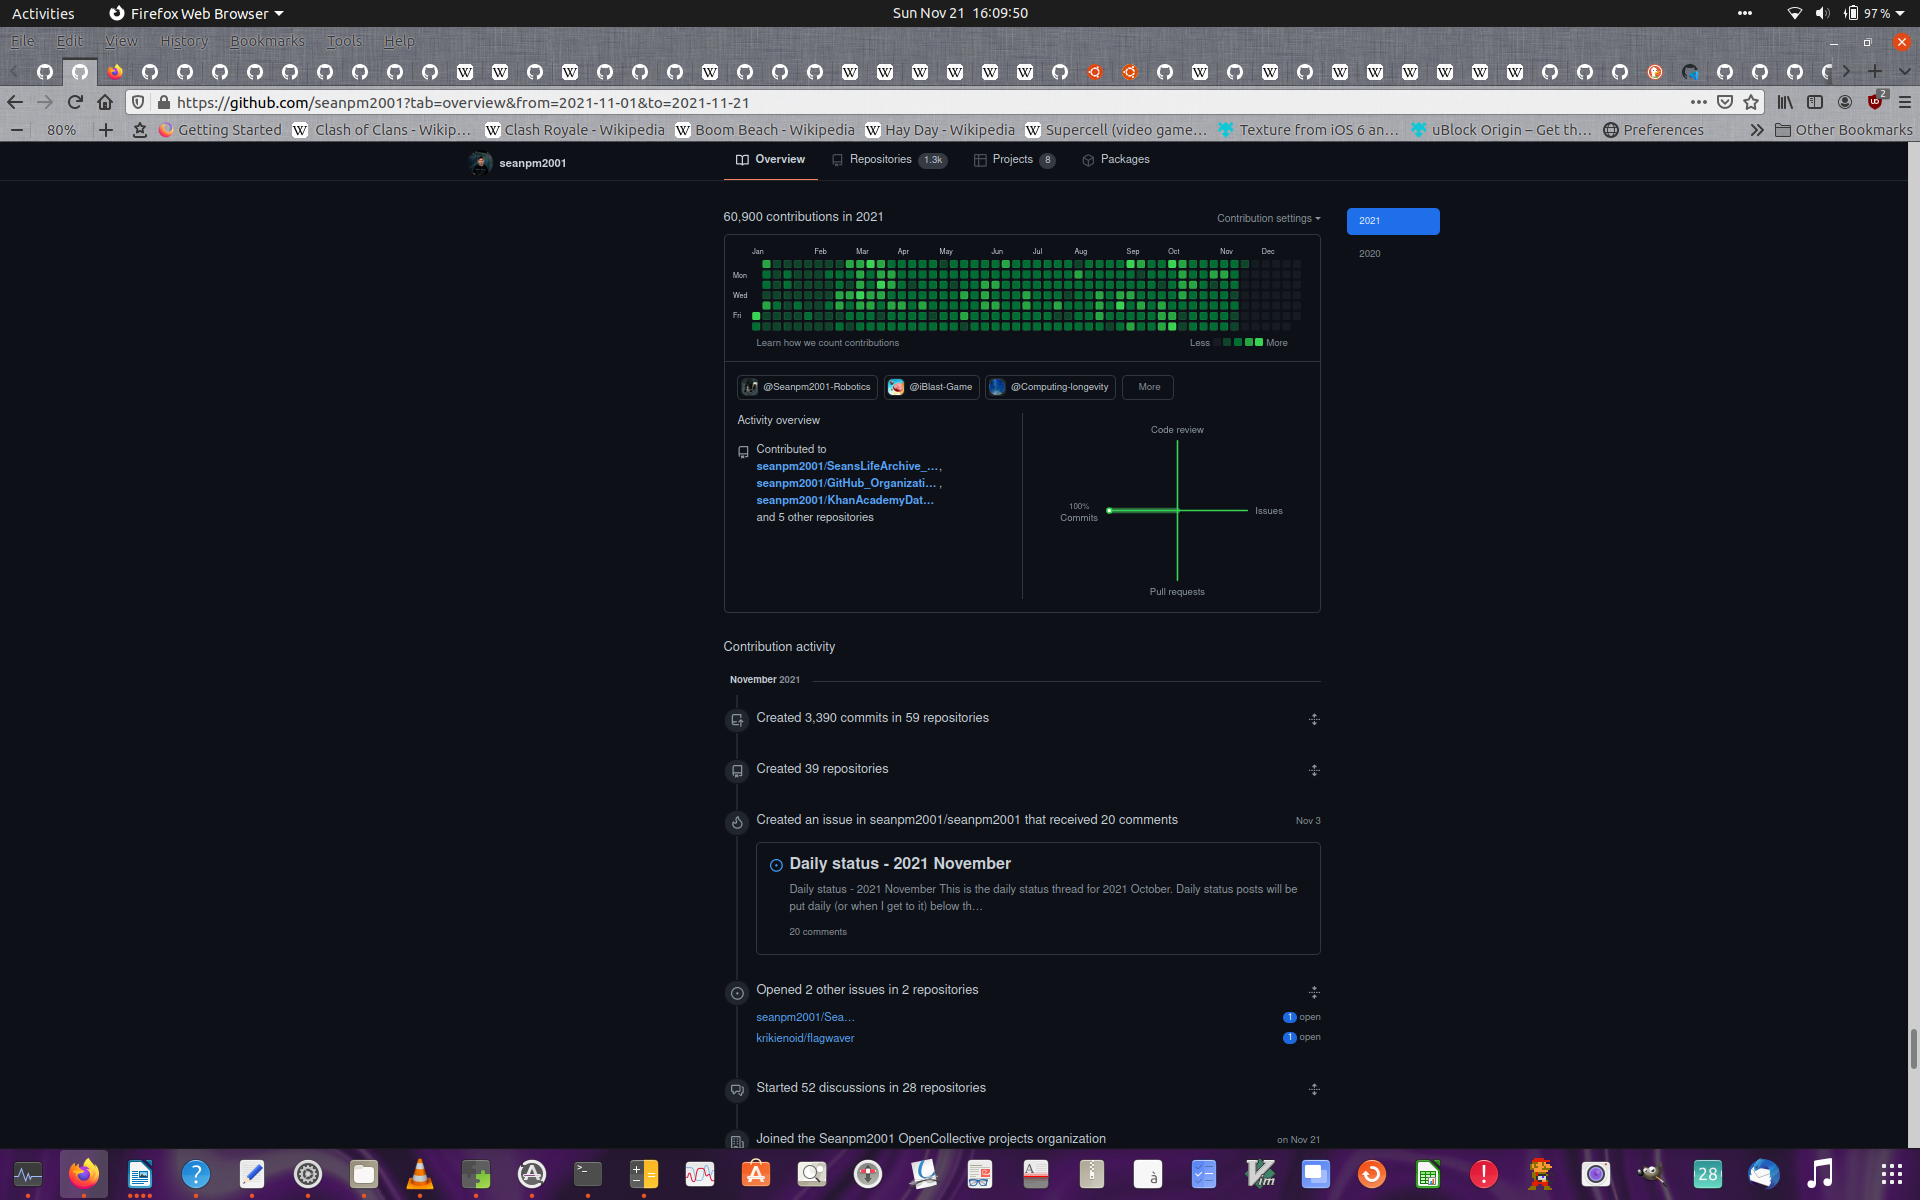 Activities
Firefox Web Browser
Sun Nov 21 16:09:50
97 %
File Edit View History Bookmarks Tools Help
https://github.com/seanpm2001?tab=overview&from=2021-11-01&to=2021-11-21
2
80%
Getting Started
Clash of Clans - Wikip…
Clash Royale - Wikipedia
Boom Beach - Wikipedia
Hay Day - Wikipedia
Supercell (video game…
Texture from iOS 6 an…
uBlock Origin – Get th…
Preferences
Other Bookmarks
seanpm2001
Overview
Repositories 1.3k
Projects 8
Packages
60,900 contributions in 2021
Contribution settings
2021
2020
Jan Feb Mar Apr May Jun Jul Aug Sep Oct Nov Dec
Mon
Wed
Fri
Learn how we count contributions
Less More
@Seanpm2001-Robotics
@iBlast-Game
@Computing-longevity
More
Activity overview
Contributed to
seanpm2001/SeansLifeArchive_…,
seanpm2001/GitHub_Organizati… ,
seanpm2001/KhanAcademyDat…
and 5 other repositories
Code review
100%
Commits
Issues
Pull requests
Contribution activity
November 2021
Created 3,390 commits in 59 repositories
Created 39 repositories
Created an issue in seanpm2001/seanpm2001 that received 20 comments
Nov 3
Daily status - 2021 November
Daily status - 2021 November This is the daily status thread for 2021 October. Daily status posts will be
put daily (or when I get to it) below th…
20 comments
Opened 2 other issues in 2 repositories
seanpm2001/Sea…
1 open
krikienoid/flagwaver
1 open
Started 52 discussions in 28 repositories
Joined the Seanpm2001 OpenCollective projects organization
on Nov 21
28